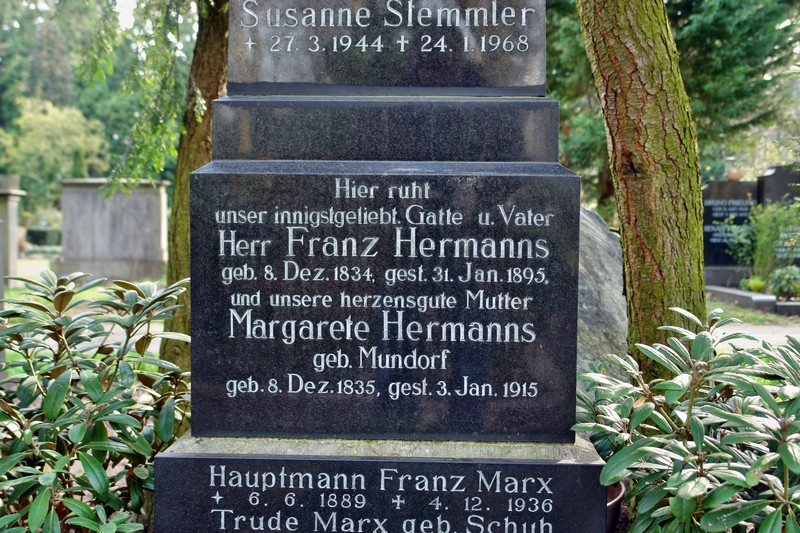 Susanne Stemmler
+ 27.3.1944 ✝ 24.1.1968
Hier ruht
unser innigstgeliebt. Gatte u. Vater
Herr Franz Hermanns
geb. 8. Dez. 1834, gest. 31. Jan. 1895,
und unsere herzensgute Mutter
Margarete Hermanns
geb. Mundorf
geb. 8. Dez. 1835, gest. 3. Jan. 1915
Hauptmann Franz Marx
* 6.6.1889 ✝ 4.12.1936
Trude Marx geb. Schuh